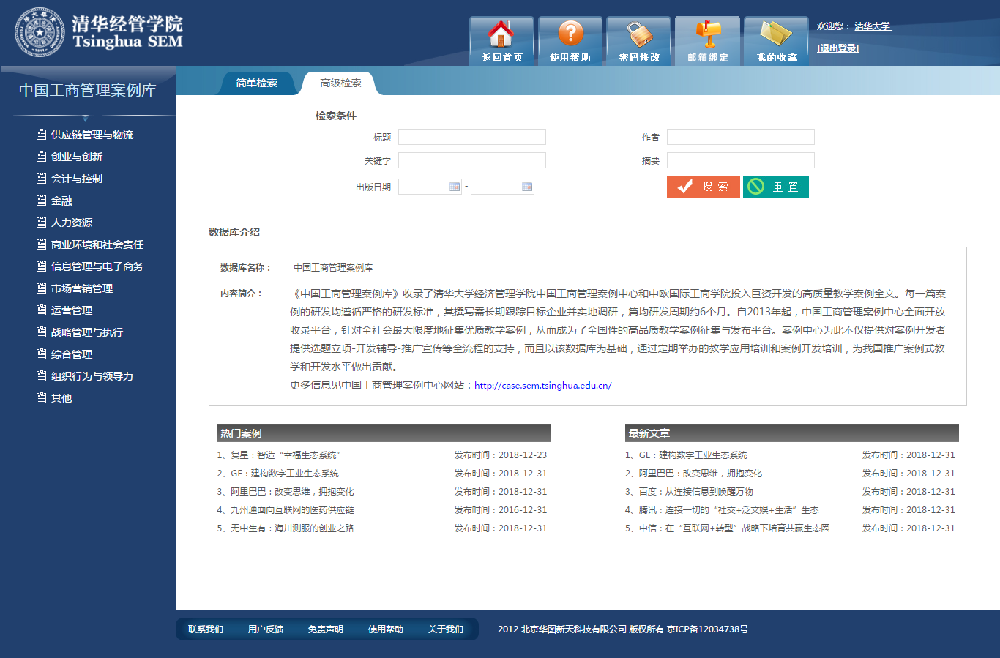 清华经管学院
Tsinghua SEM
返回首页
使用帮助
密码修改
邮箱绑定
我的收藏
欢迎您： 清华大学
[退出登录]
中国工商管理案例库
供应链管理与物流
创业与创新
会计与控制
金融
人力资源
商业环境和社会责任
信息管理与电子商务
市场营销管理
运营管理
战略管理与执行
综合管理
组织行为与领导力
其他
简单检索 高级检索
检索条件
标题 作者
关键字 摘要
出版日期 - 搜 索 重 置
数据库介绍
数据库名称： 中国工商管理案例库
内容简介： 《中国工商管理案例库》收录了清华大学经济管理学院中国工商管理案例中心和中欧国际工商学院投入巨资开发的高质量教学案例全文。每一篇案
例的研发均遵循严格的研发标准，其撰写需长期跟踪目标企业并实地调研，篇均研发周期约6个月。自2013年起，中国工商管理案例中心全面开放
收录平台，针对全社会最大限度地征集优质教学案例，从而成为了全国性的高品质教学案例征集与发布平台。案例中心为此不仅提供对案例开发者
提供选题立项-开发辅导-推广宣传等全流程的支持，而且以该数据库为基础，通过定期举办的教学应用培训和案例开发培训，为我国推广案例式教
学和开发水平做出贡献。
更多信息见中国工商管理案例中心网站：http://case.sem.tsinghua.edu.cn/
热门案例
1、复星：智造“幸福生态系统” 发布时间：2018-12-23
2、GE：建构数字工业生态系统 发布时间：2018-12-31
3、阿里巴巴：改变思维，拥抱变化 发布时间：2018-12-31
4、九州通面向互联网的医药供应链 发布时间：2016-12-31
5、无中生有：海川测服的创业之路 发布时间：2018-12-31
最新文章
1、GE：建构数字工业生态系统 发布时间：2018-12-31
2、阿里巴巴：改变思维，拥抱变化 发布时间：2018-12-31
3、百度：从连接信息到唤醒万物 发布时间：2018-12-31
4、腾讯：连接一切的“社交+泛文娱+生活”生态 发布时间：2018-12-31
5、中信：在“互联网+转型”战略下培育共赢生态圈 发布时间：2018-12-31
联系我们 用户反馈 免责声明 使用帮助 关于我们 2012 北京华图新天科技有限公司 版权所有 京ICP备12034738号